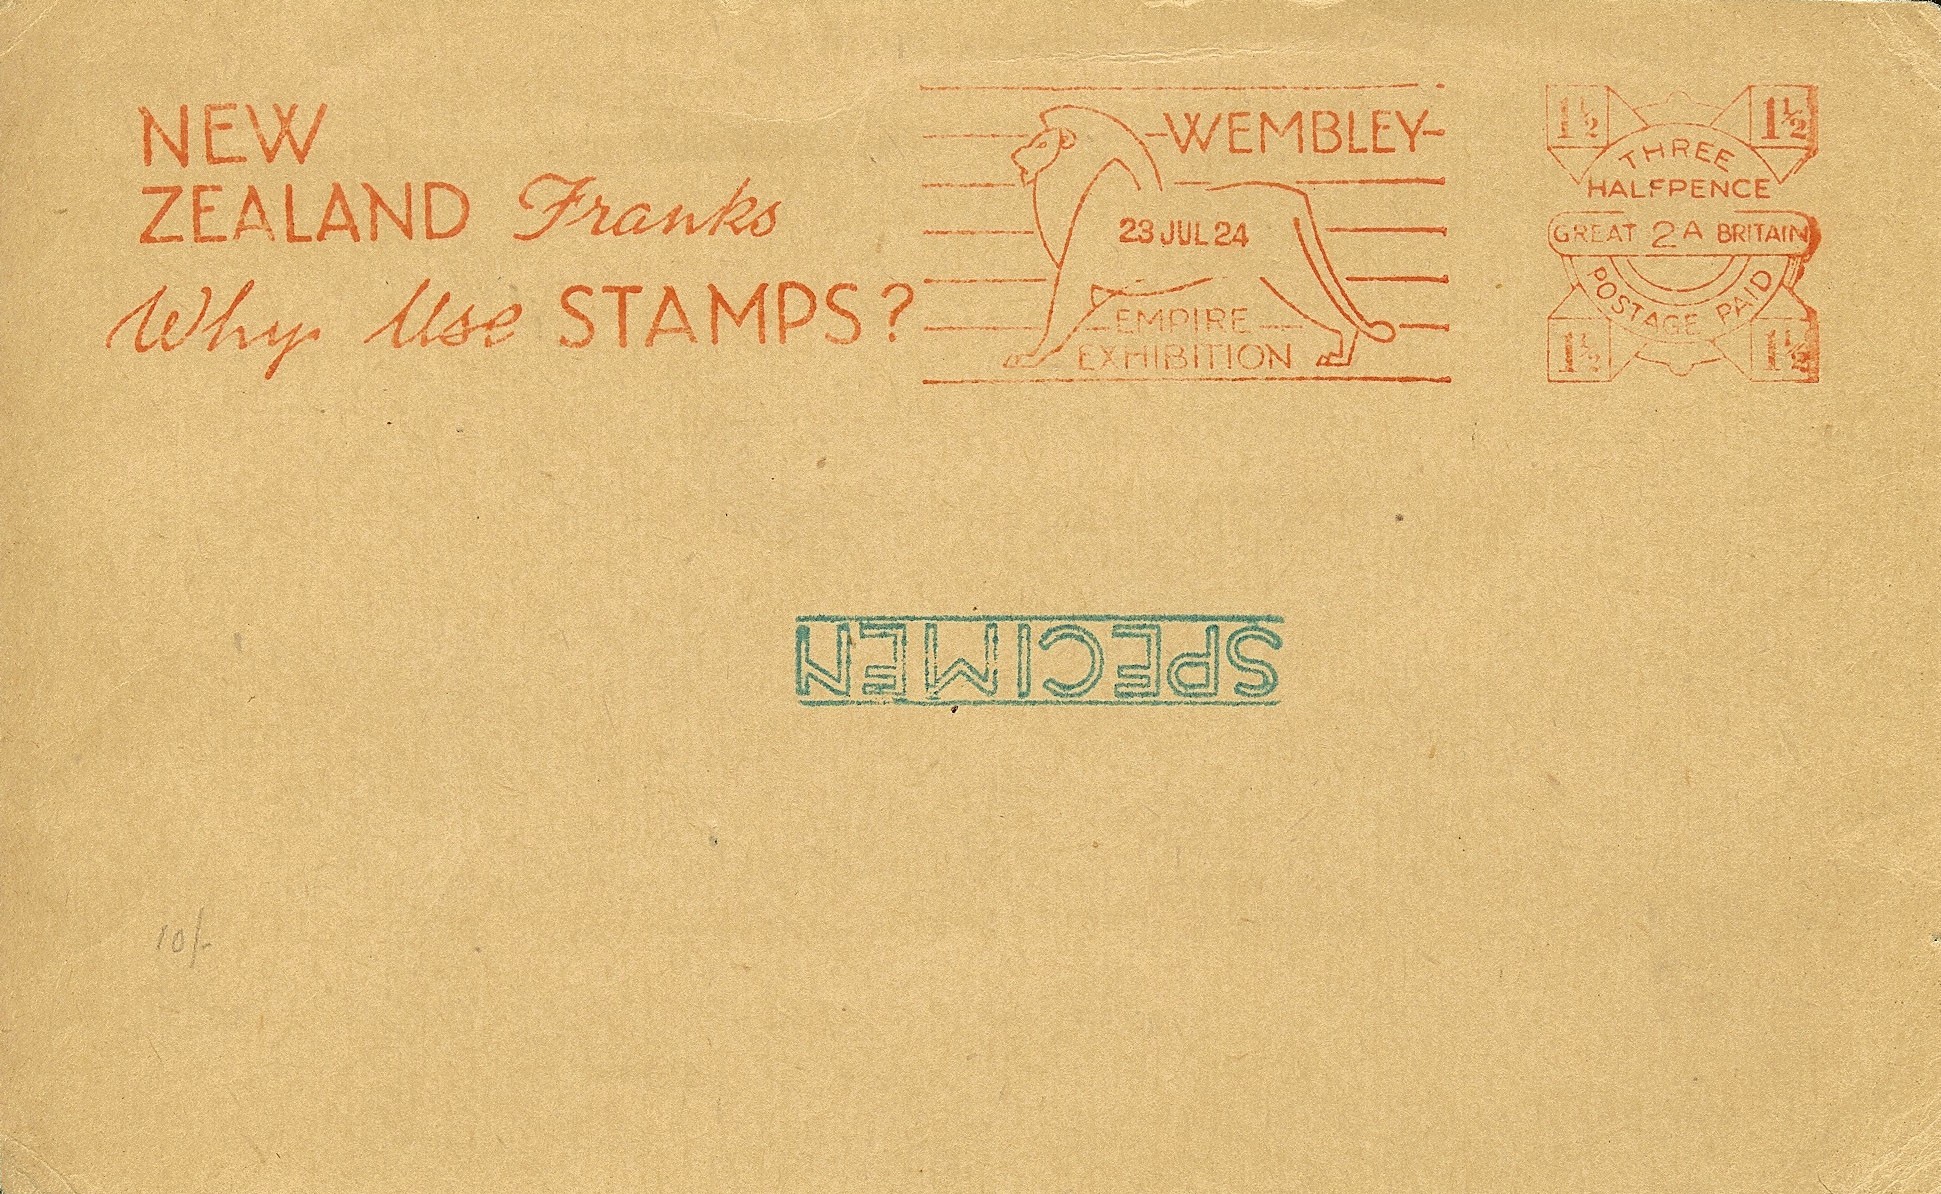 NEW
ZEALAND Franks
Why Use STAMPS?
WEMBLEY
23 JUL 24
EMPIRE
EXHIBITION
1½ 1½
THREE
HALFPENCE
GREAT 2A BRITAIN
POSTAGE PAID
1½ 1½
SPECIMEN
10/-